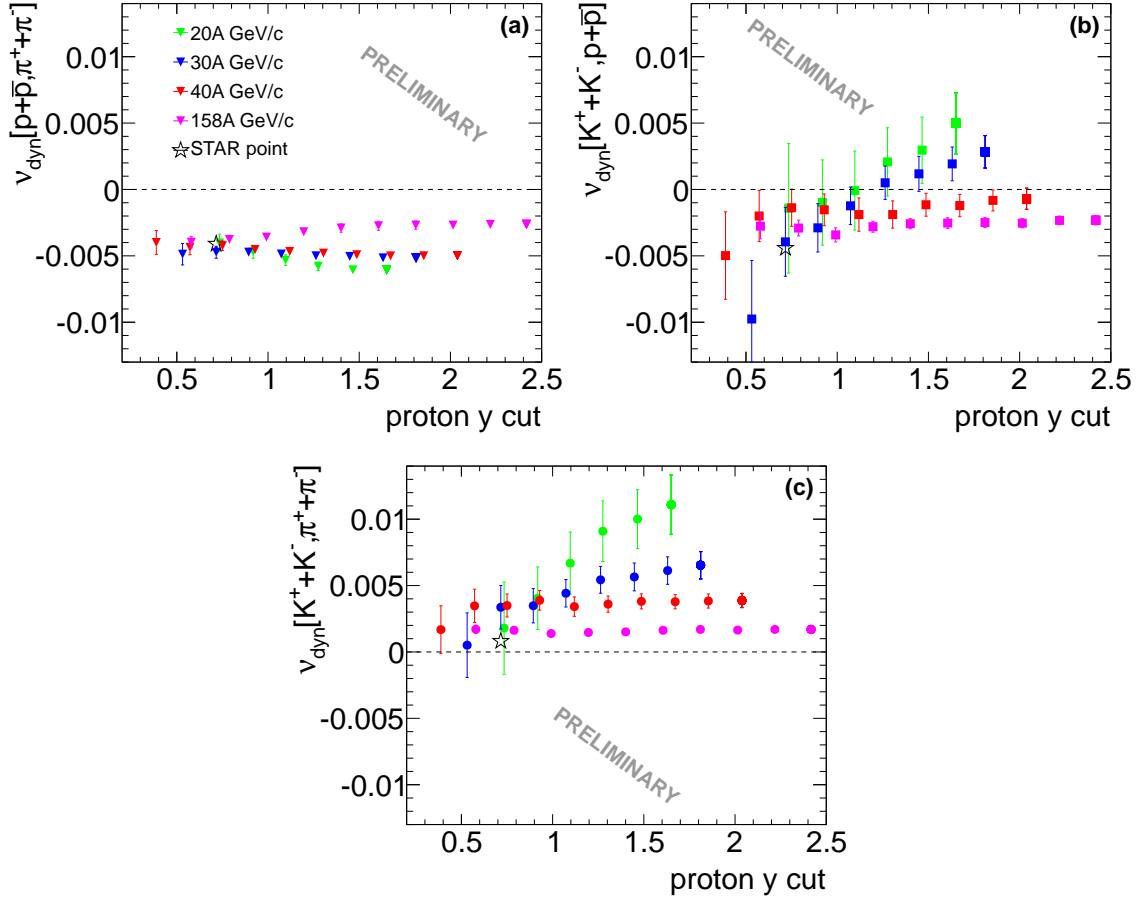 (a)
20A GeV/c
30A GeV/c
40A GeV/c
158A GeV/c
STAR point
PRELIMINARY
ν_dyn[p+p̅,π⁺+π⁻]
0.01
0.005
0
-0.005
-0.01
0.5 1 1.5 2 2.5
proton y cut
(b)
PRELIMINARY
ν_dyn[K⁺+K⁻,p+p̅]
0.01
0.005
0
-0.005
-0.01
0.5 1 1.5 2 2.5
proton y cut
(c)
ν_dyn[K⁺+K⁻,π⁺+π⁻]
0.01
0.005
0
-0.005
-0.01
PRELIMINARY
0.5 1 1.5 2 2.5
proton y cut